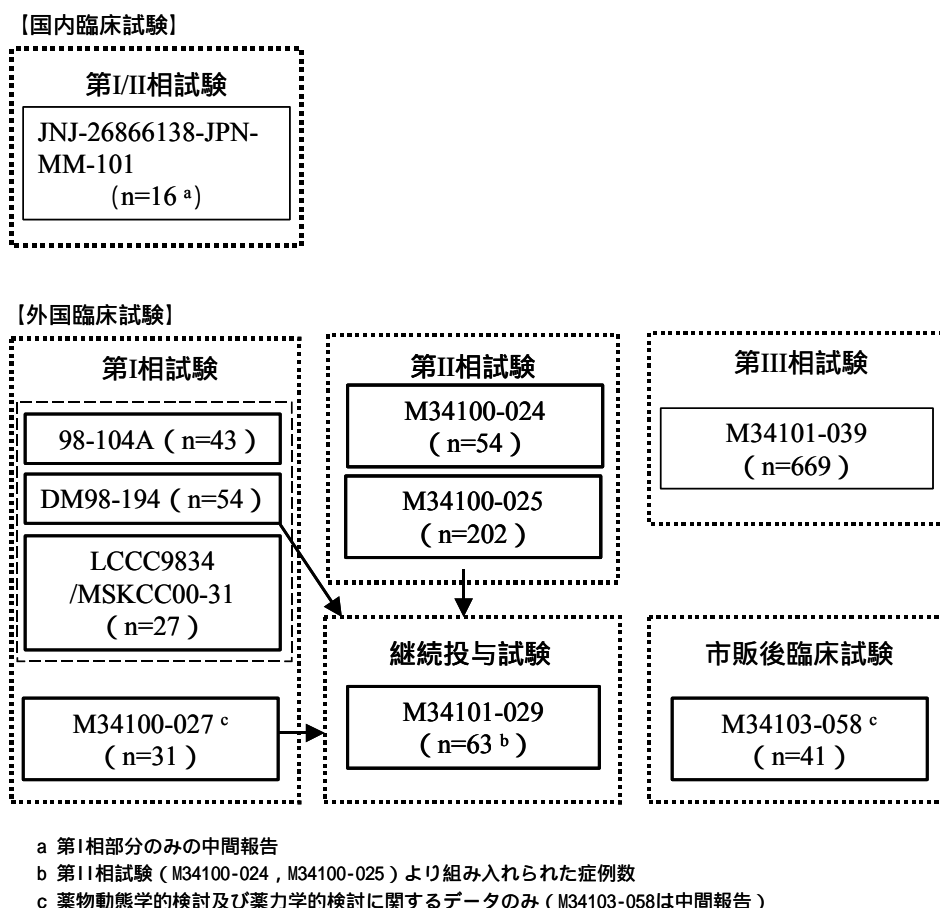 【国内臨床試験】
第I/II相試験
JNJ-26866138-JPN-
MM-101
(n=16 a)
【外国臨床試験】
第I相試験
98-104A（n=43）
DM98-194（n=54）
LCCC9834
/MSKCC00-31
（n=27）
M34100-027 c
（n=31）
第II相試験
M34100-024
（n=54）
M34100-025
（n=202）
継続投与試験
M34101-029
（n=63 b）
第III相試験
M34101-039
（n=669）
市販後臨床試験
M34103-058 c
（n=41）
a 第I相部分のみの中間報告
b 第II相試験（M34100-024，M34100-025）より組み入れられた症例数
c 薬物動態学的検討及び薬力学的検討に関するデータのみ（M34103-058は中間報告）